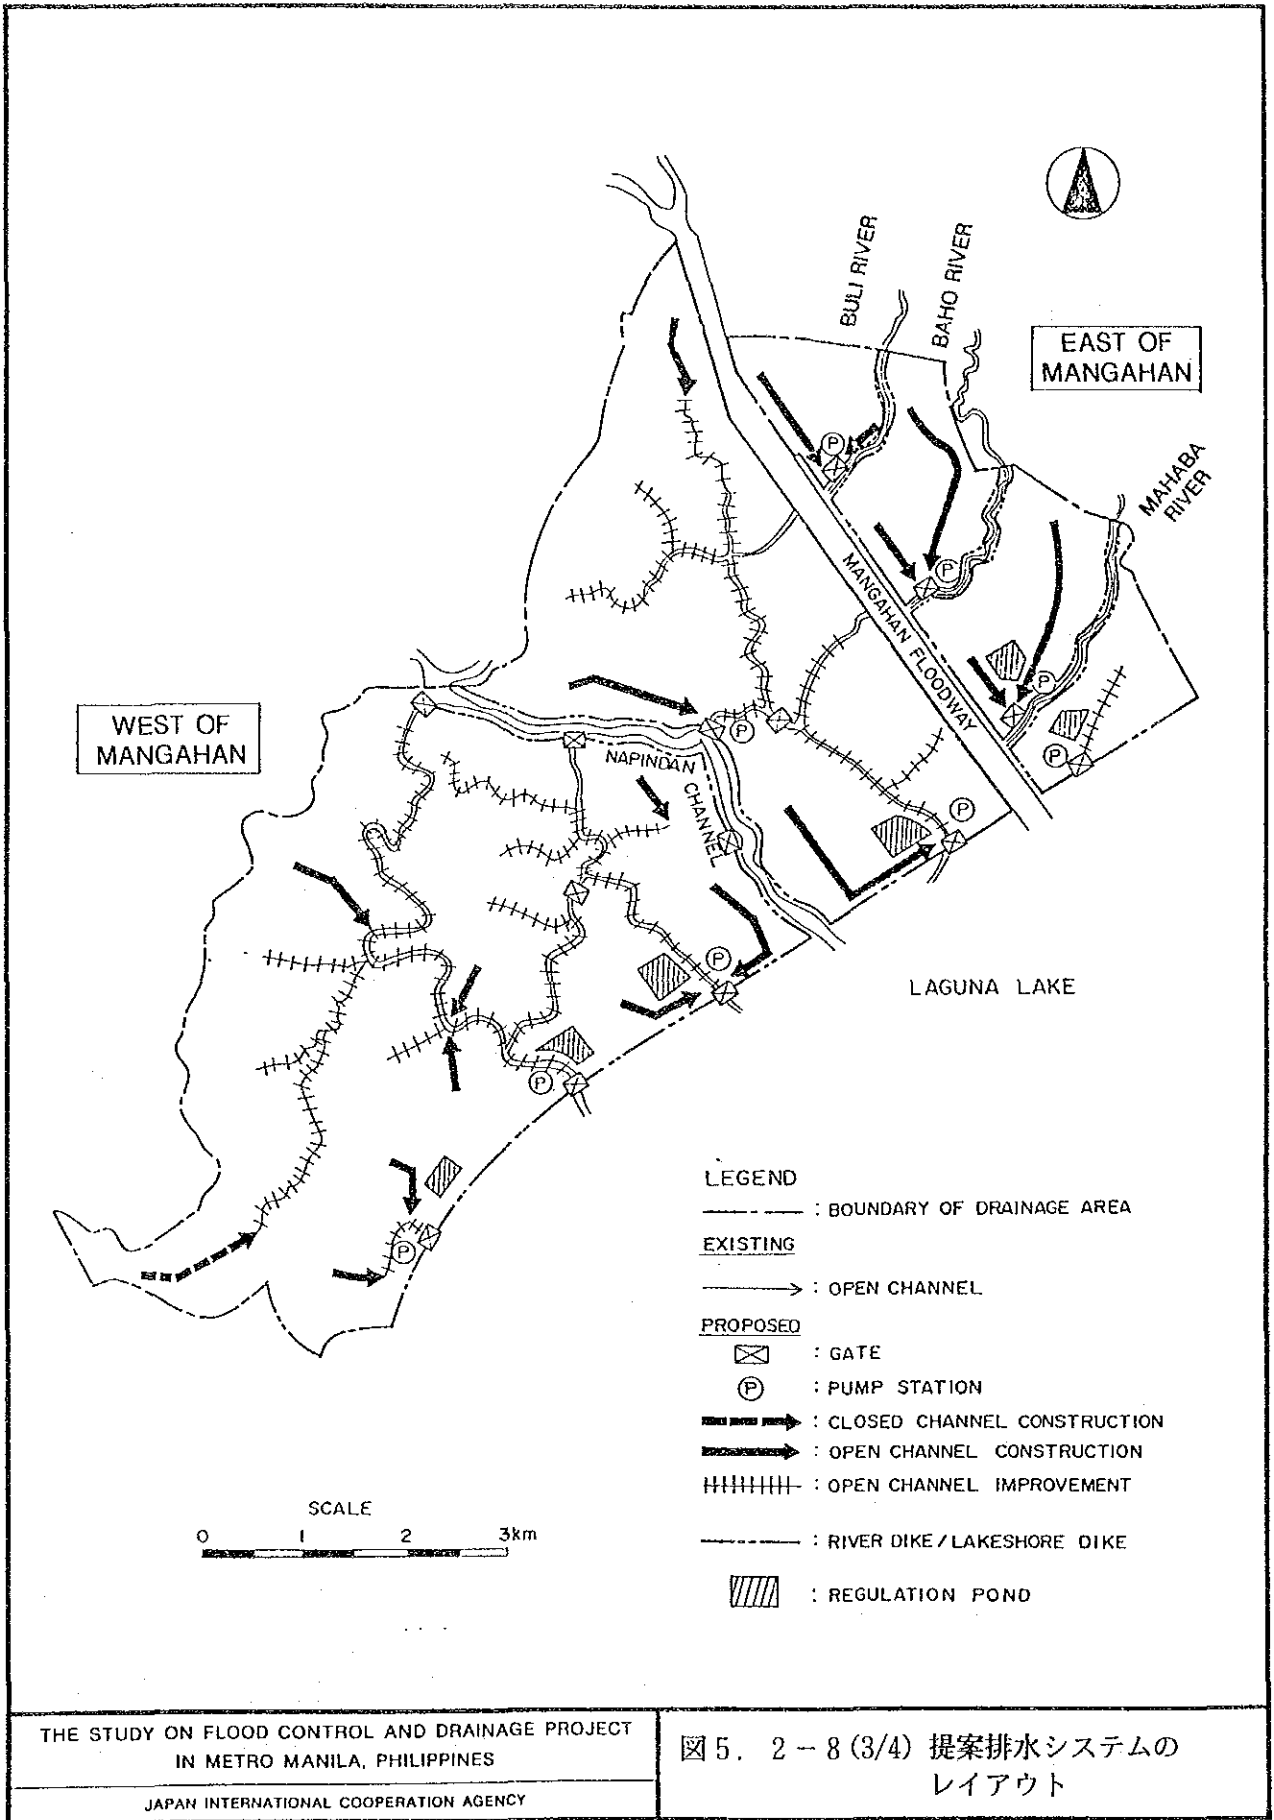 BULI RIVER
BAHO RIVER
EAST OF
MANGAHAN
MAHABA
RIVER
MANGAHAN FLOODWAY
P
P
P
P
P
P
P
P
P
WEST OF
MANGAHAN
NAPINDAN
CHANNEL
LAGUNA LAKE
LEGEND
: BOUNDARY OF DRAINAGE AREA
EXISTING
: OPEN CHANNEL
PROPOSED
: GATE
P : PUMP STATION
: CLOSED CHANNEL CONSTRUCTION
: OPEN CHANNEL CONSTRUCTION
: OPEN CHANNEL IMPROVEMENT
: RIVER DIKE/LAKESHORE DIKE
: REGULATION POND
SCALE
0 1 2 3km
THE STUDY ON FLOOD CONTROL AND DRAINAGE PROJECT
IN METRO MANILA, PHILIPPINES
JAPAN INTERNATIONAL COOPERATION AGENCY
図5. 2-8(3/4) 提案排水システムの
レイアウト